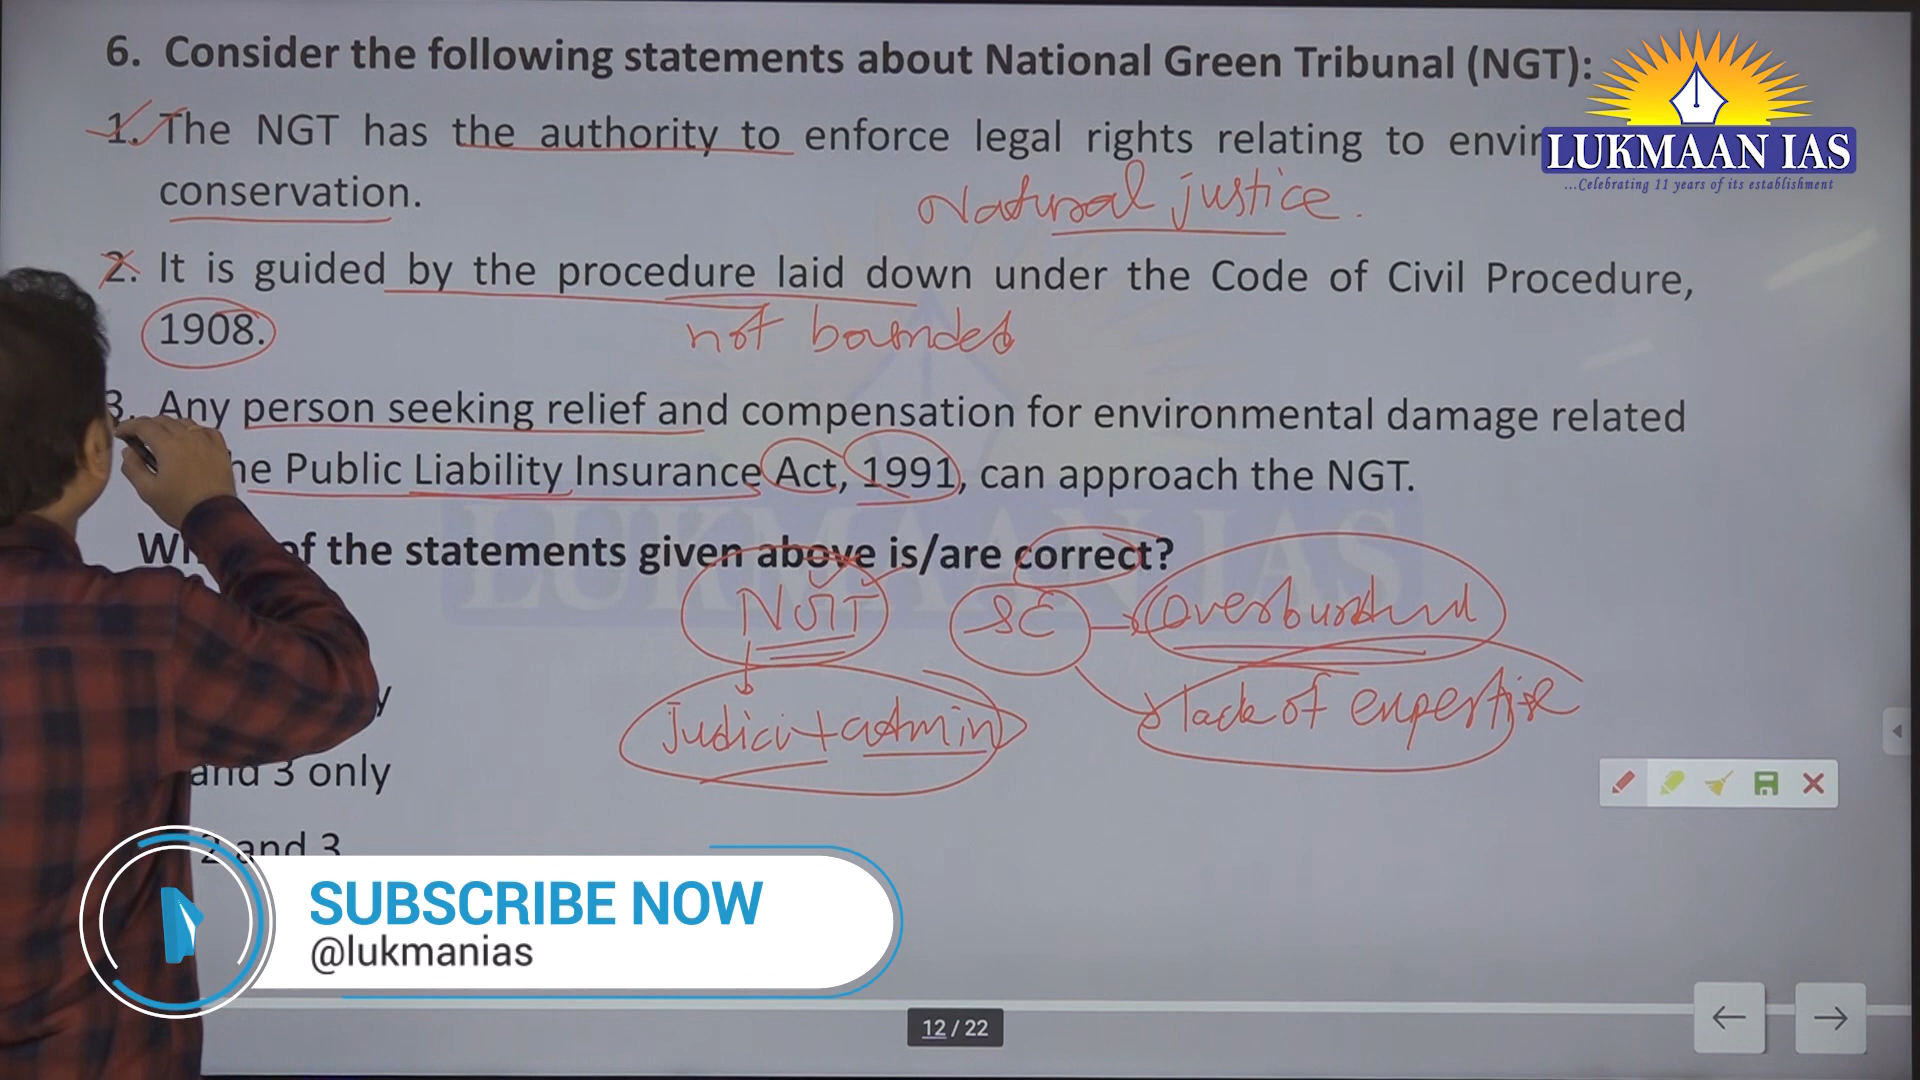 6. Consider the following statements about National Green Tribunal (NGT):
LUKMAAN IAS
...Celebrating 11 years of its establishment
1. The NGT has the authority to enforce legal rights relating to envir
conservation.
Natural justice.
2. It is guided by the procedure laid down under the Code of Civil Procedure,
1908.
not bounded
3. Any person seeking relief and compensation for environmental damage related
he Public Liability Insurance Act, 1991, can approach the NGT.
of the statements given above is/are correct?
NGT SC
lack of
Judici + admin
and 3 only
2 and 3
LUKMAAN IAS
SUBSCRIBE NOW
@lukmanias
12 / 22